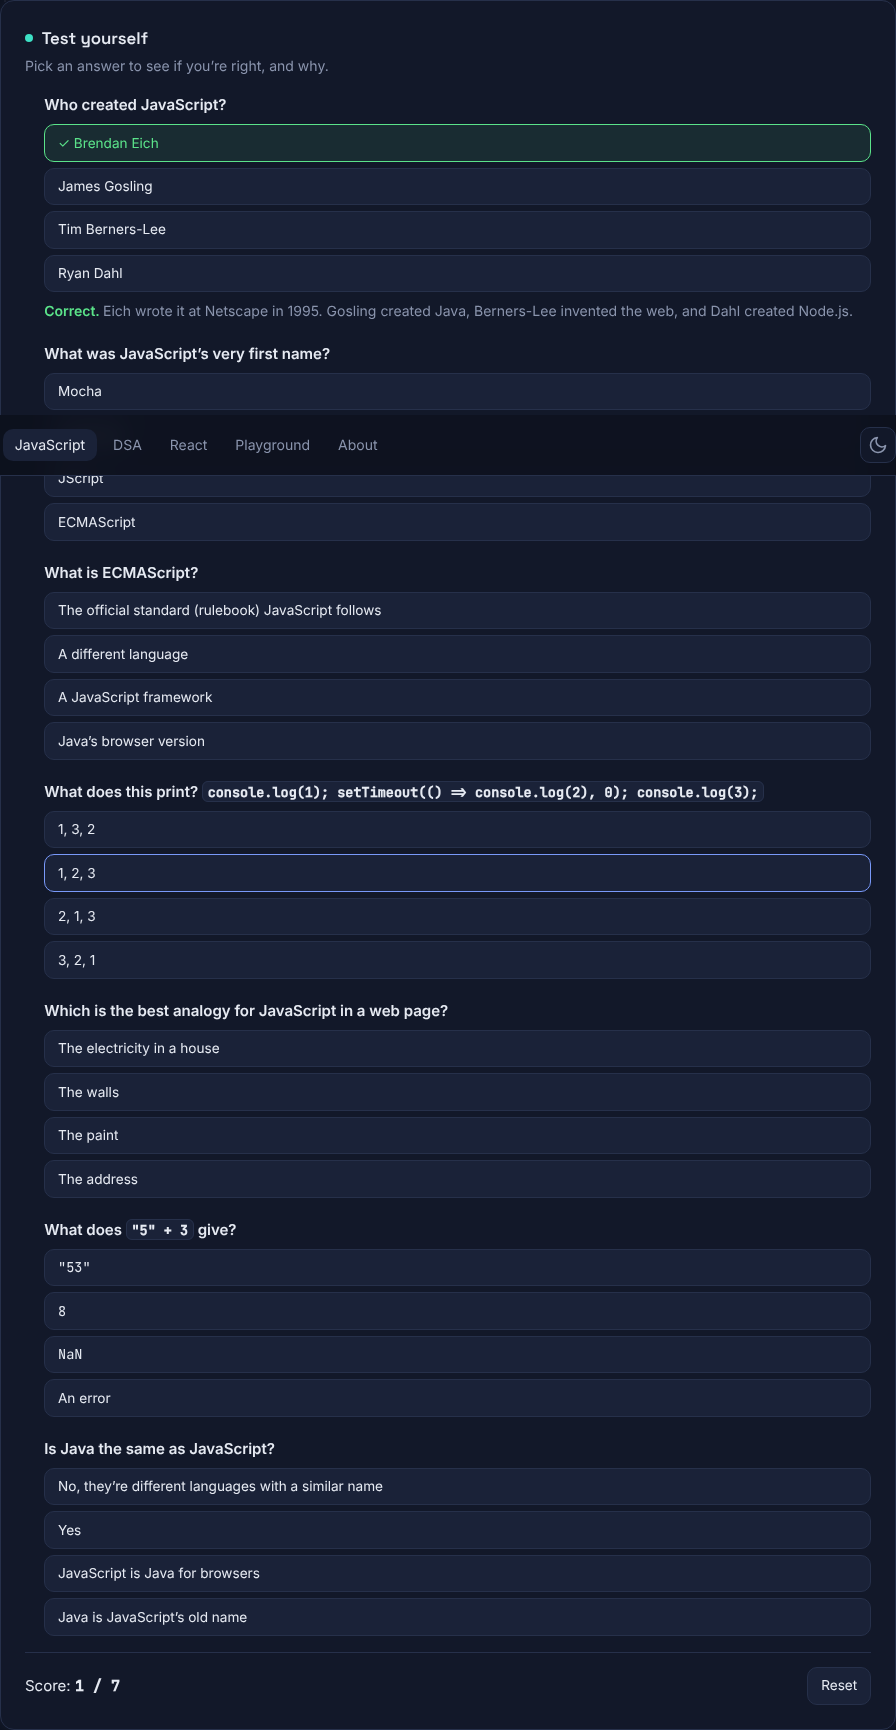 Test yourself
Pick an answer to see if you're right, and why.
Who created JavaScript?
✓ Brendan Eich
James Gosling
Tim Berners-Lee
Ryan Dahl
Correct. Eich wrote it at Netscape in 1995. Gosling created Java, Berners-Lee invented the web, and Dahl created Node.js.
What was JavaScript’s very first name?
Mocha
JavaScript DSA React Playground About
JScript
ECMAScript
What is ECMAScript?
The official standard (rulebook) JavaScript follows
A different language
A JavaScript framework
Java’s browser version
What does this print? console.log(1); setTimeout(() => console.log(2), 0); console.log(3);
1, 3, 2
1, 2, 3
2, 1, 3
3, 2, 1
Which is the best analogy for JavaScript in a web page?
The electricity in a house
The walls
The paint
The address
What does "5" + 3 give?
"53"
8
NaN
An error
Is Java the same as JavaScript?
No, they’re different languages with a similar name
Yes
JavaScript is Java for browsers
Java is JavaScript’s old name
Score: 1 / 7
Reset